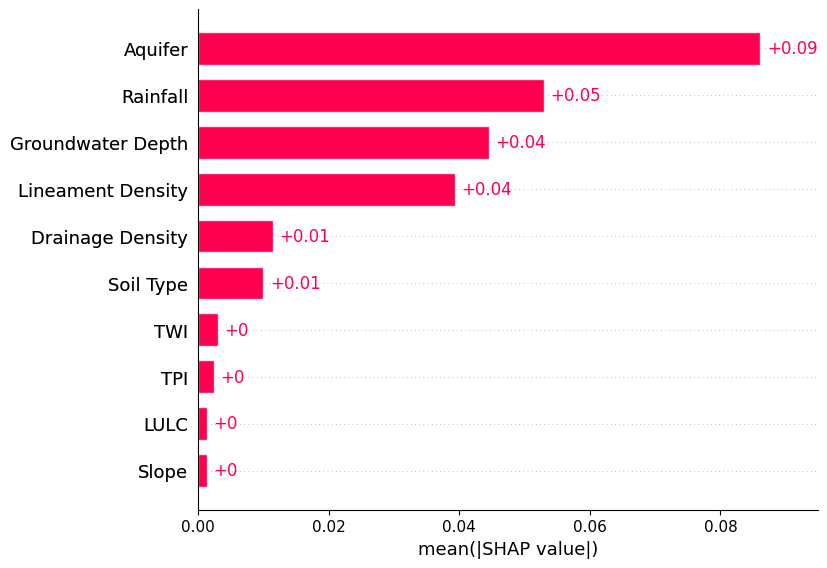 Aquifer +0.09
Rainfall +0.05
Groundwater Depth +0.04
Lineament Density +0.04
Drainage Density +0.01
Soil Type +0.01
TWI +0
TPI +0
LULC +0
Slope +0
0.00 0.02 0.04 0.06 0.08
mean(|SHAP value|)